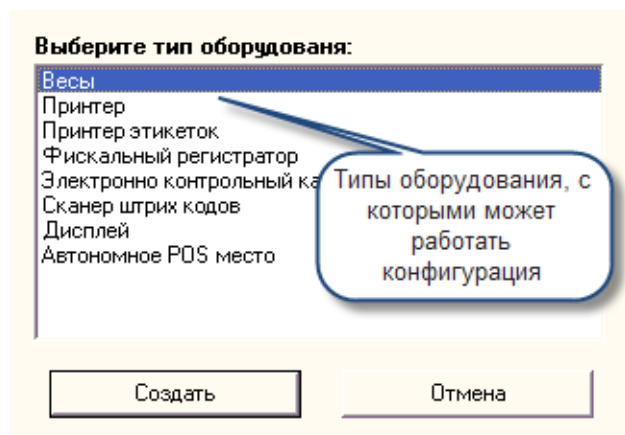 Выберите тип оборудованя:
Весы
Принтер
Принтер этикеток
Фискальный регистратор
Электронно контрольный ка
Сканер штрих кодов
Дисплей
Автономное POS место
Типы оборудования, с
которыми может
работать
конфигурация
Создать
Отмена